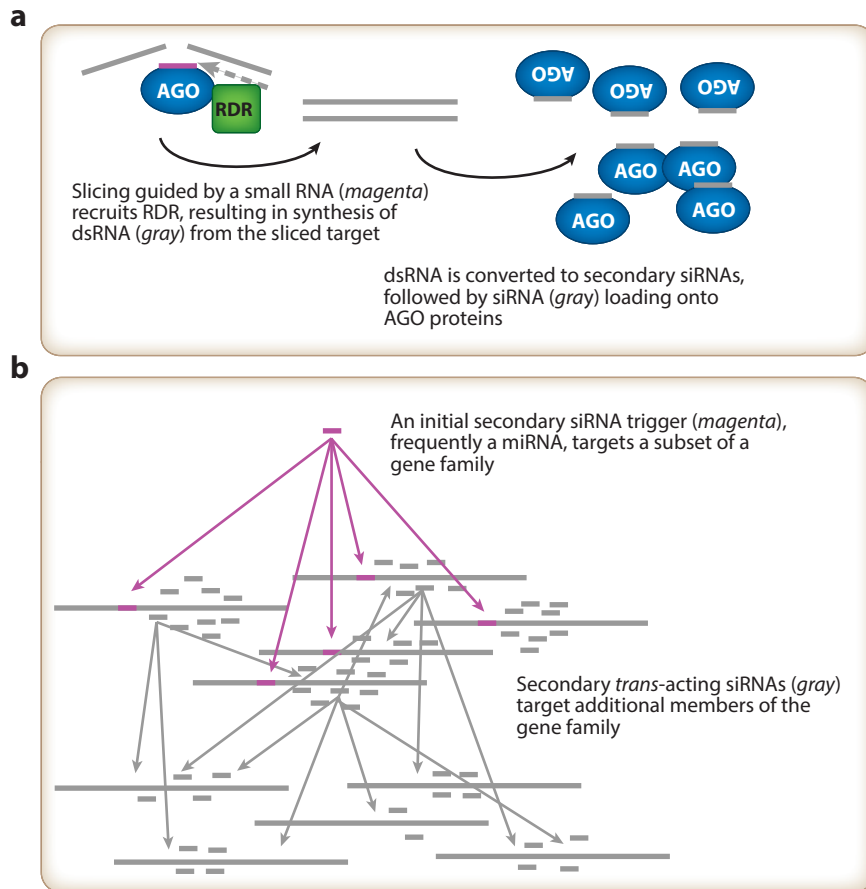 a
AGO
RDR
AGO
AGO
AGO
AGO
AGO
AGO
AGO
Slicing guided by a small RNA (magenta)
recruits RDR, resulting in synthesis of
dsRNA (gray) from the sliced target
dsRNA is converted to secondary siRNAs,
followed by siRNA (gray) loading onto
AGO proteins
b
An initial secondary siRNA trigger (magenta),
frequently a miRNA, targets a subset of a
gene family
Secondary trans-acting siRNAs (gray)
target additional members of the
gene family